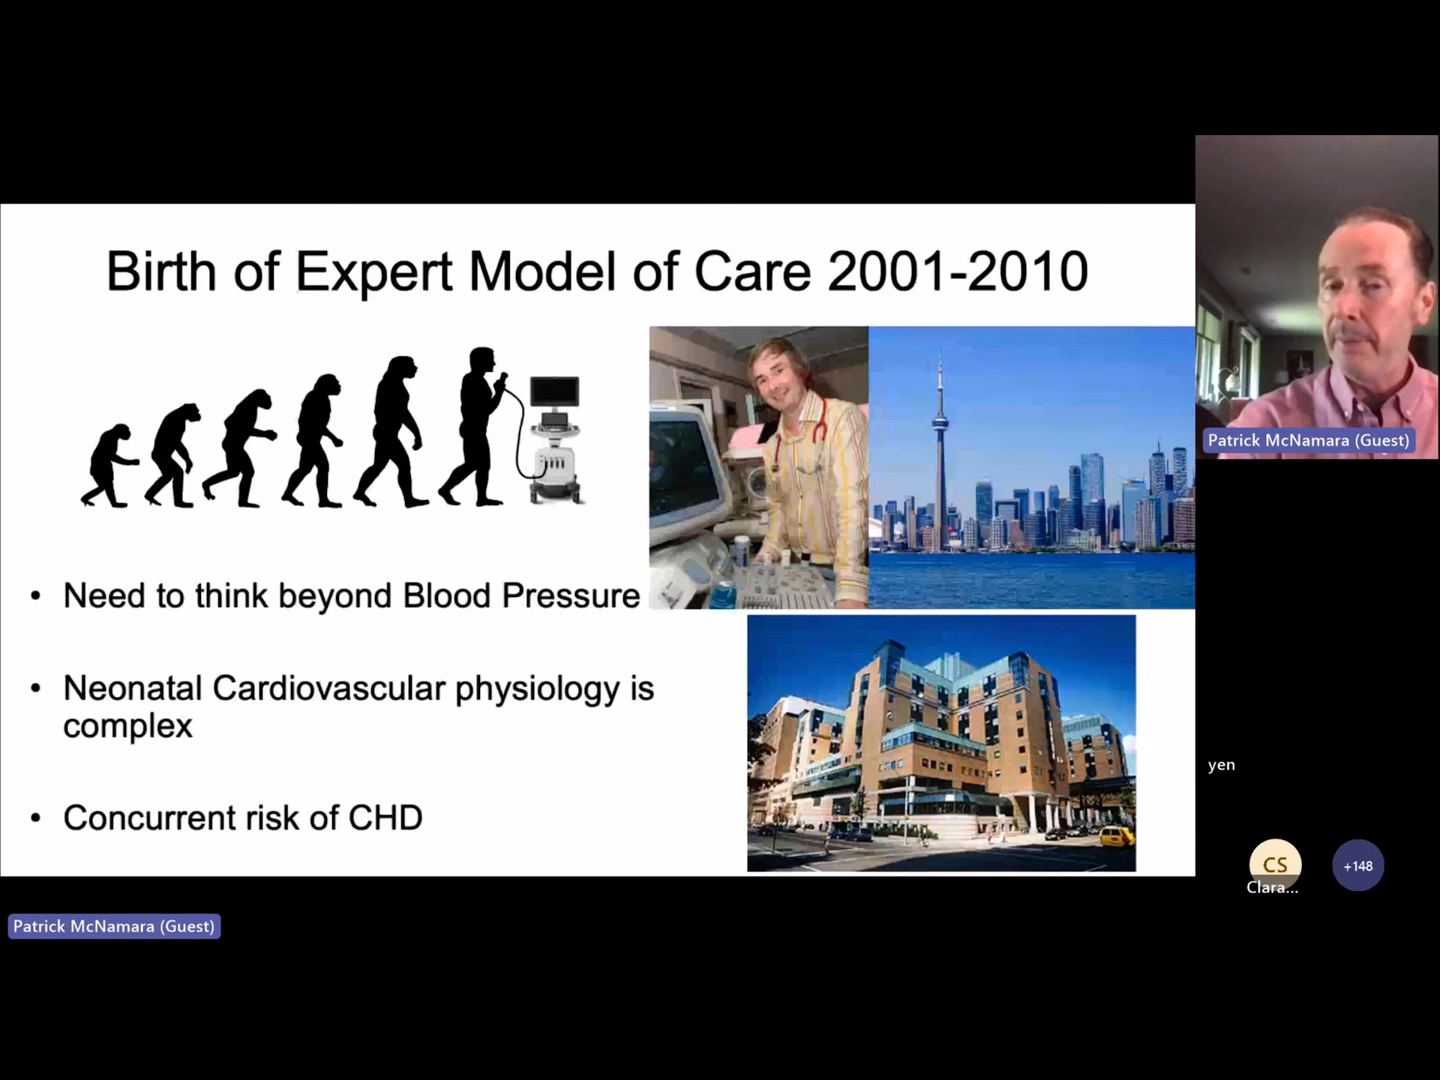 Birth of Expert Model of Care 2001-2010
• Need to think beyond Blood Pressure
• Neonatal Cardiovascular physiology is
complex
• Concurrent risk of CHD
Patrick McNamara (Guest)
yen
CS
Clara...
+148
Patrick McNamara (Guest)